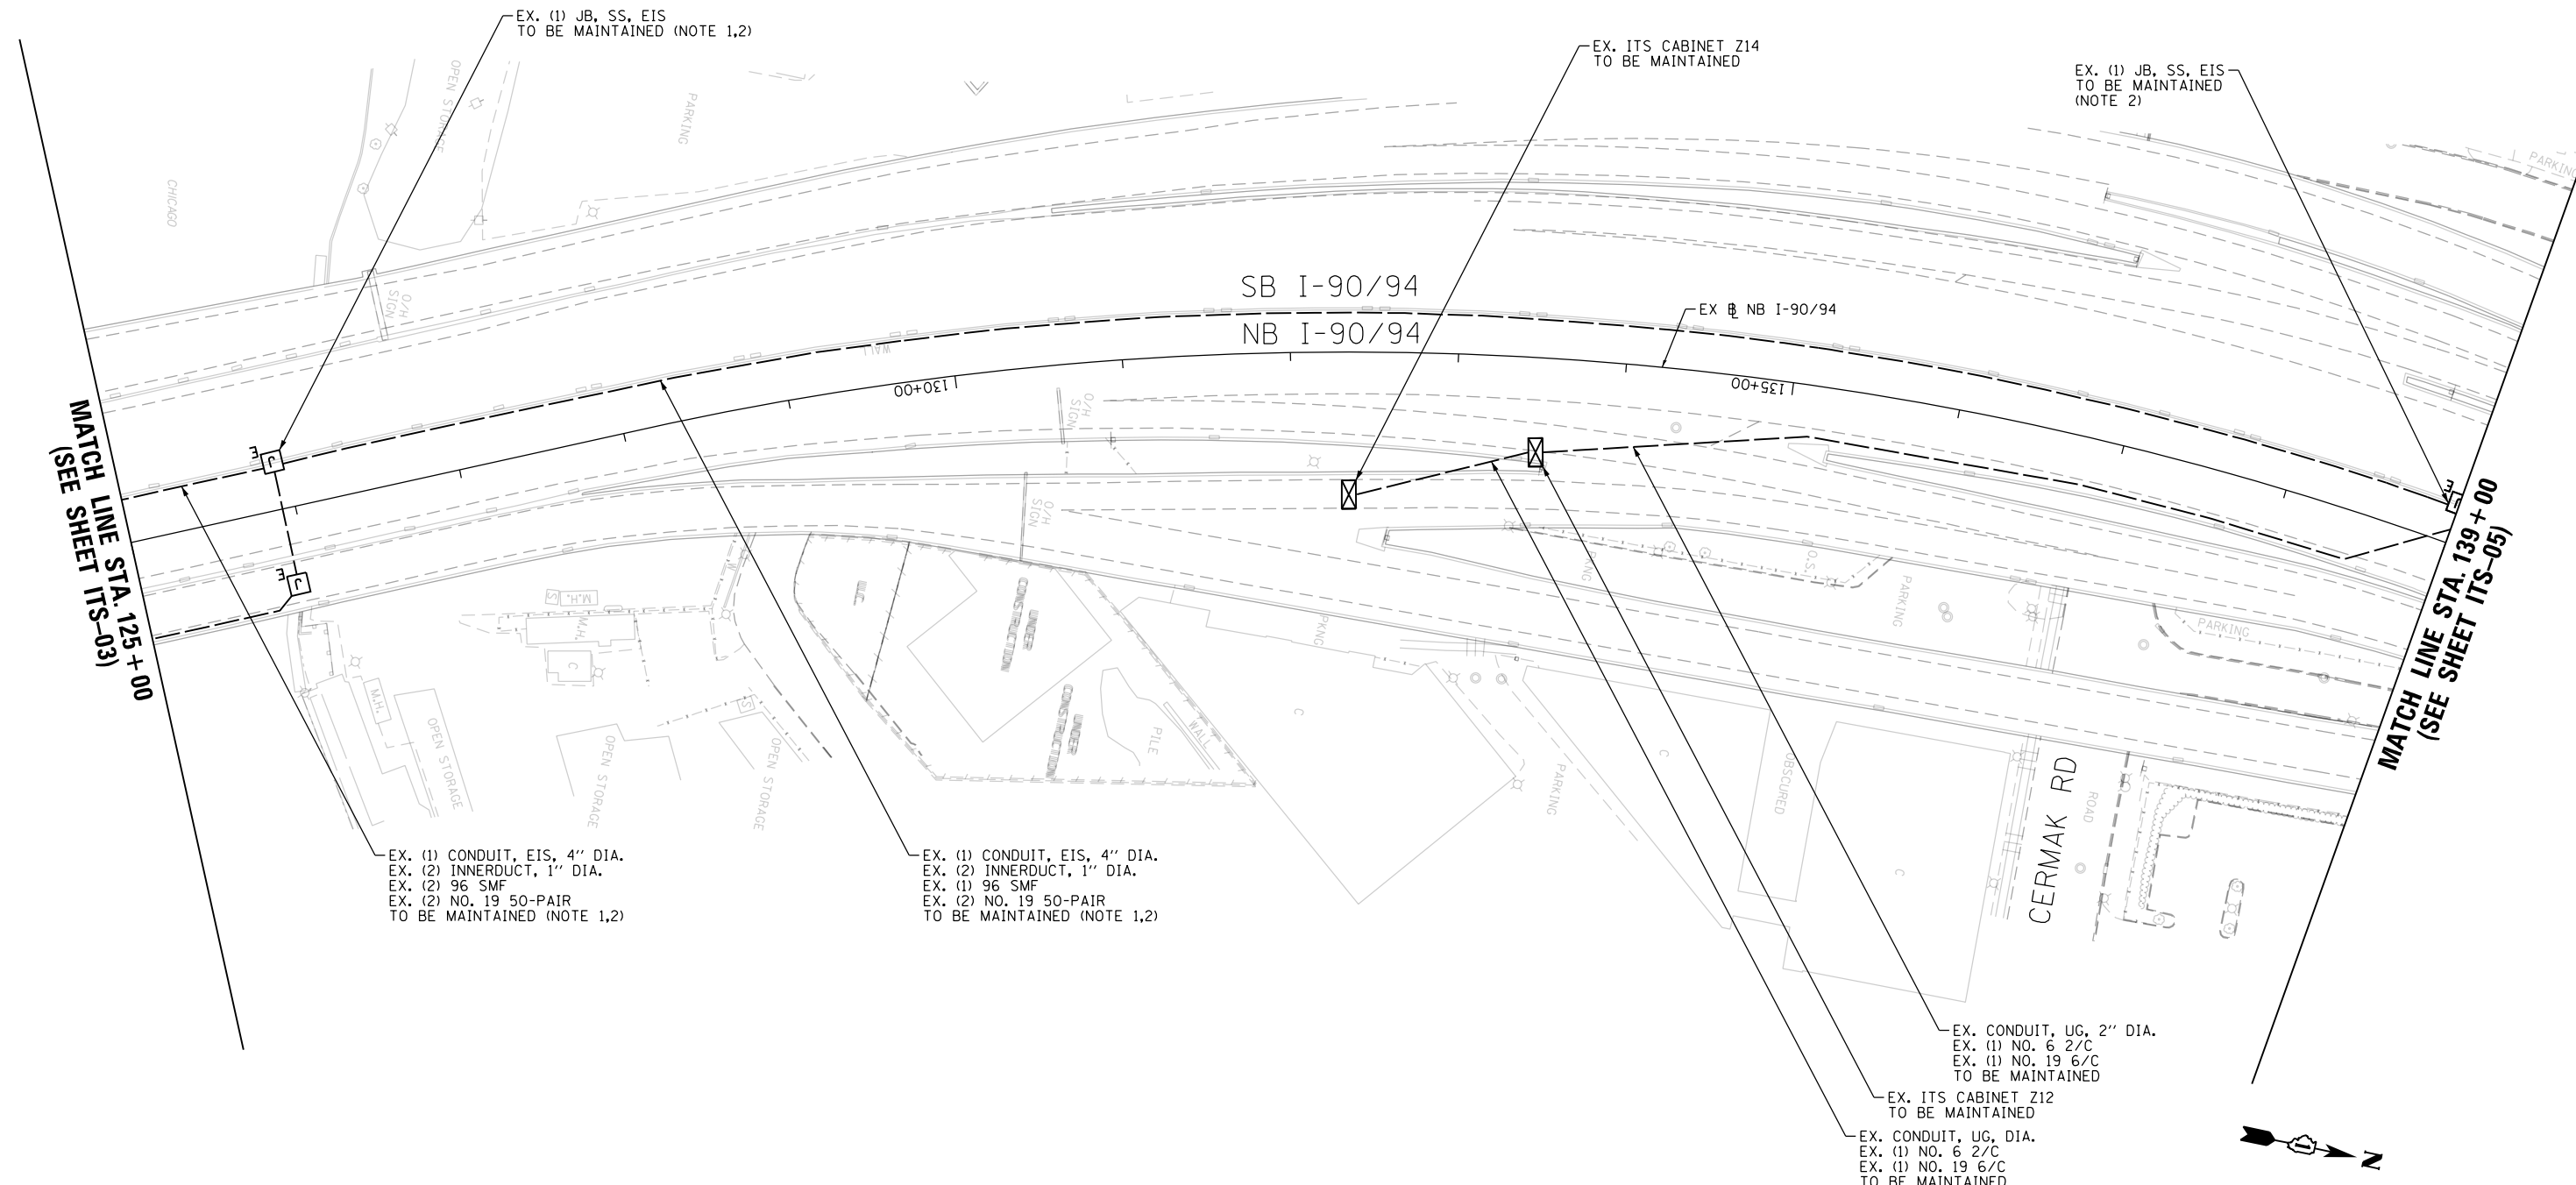 EX. (1) JB, SS, EIS
TO BE MAINTAINED (NOTE 1,2)
EX. ITS CABINET Z14
TO BE MAINTAINED
EX. (1) JB, SS, EIS
TO BE MAINTAINED
(NOTE 2)
OPEN STORAGE
PARKING
CHICAGO
O/H
SIGN
PARKING
SB I-90/94
NB I-90/94
EX B NB I-90/94
WALL
130+00
135+00
O/H
SIGN
O/H
SIGN
J
E
J
E
J
E
MATCH LINE STA. 125+00
(SEE SHEET ITS-03)
MATCH LINE STA. 139+00
(SEE SHEET ITS-05)
M.H.
S
M.H.
C
W
M.H.
OPEN STORAGE
OPEN STORAGE
OPEN STORAGE
S
U.C.
UNDER
CONSTRUCTION
UNDER
CONSTRUCTION
PILE
WALL
C
PKNG
PKNG
O.S.
PARKING
PARKING
PARKING
C
OBSCURED
C
CERMAK RD
ROAD
EX. (1) CONDUIT, EIS, 4'' DIA.
EX. (2) INNERDUCT, 1'' DIA.
EX. (2) 96 SMF
EX. (2) NO. 19 50-PAIR
TO BE MAINTAINED (NOTE 1,2)
EX. (1) CONDUIT, EIS, 4'' DIA.
EX. (2) INNERDUCT, 1'' DIA.
EX. (1) 96 SMF
EX. (2) NO. 19 50-PAIR
TO BE MAINTAINED (NOTE 1,2)
EX. CONDUIT, UG, 2'' DIA.
EX. (1) NO. 6 2/C
EX. (1) NO. 19 6/C
TO BE MAINTAINED
EX. ITS CABINET Z12
TO BE MAINTAINED
EX. CONDUIT, UG, DIA.
EX. (1) NO. 6 2/C
EX. (1) NO. 19 6/C
TO BE MAINTAINED
N